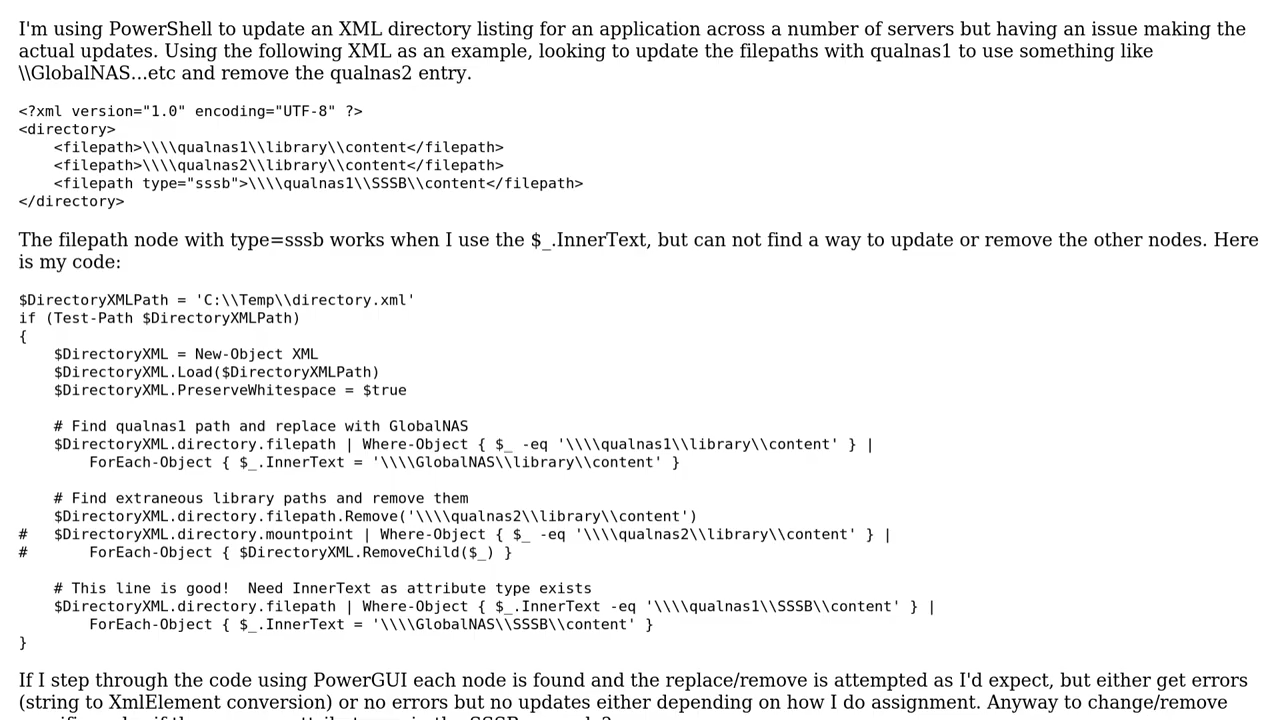 I'm using PowerShell to update an XML directory listing for an application across a number of servers but having an issue making the
actual updates. Using the following XML as an example, looking to update the filepaths with qualnas1 to use something like
\\GlobalNAS...etc and remove the qualnas2 entry.
<?xml version="1.0" encoding="UTF-8" ?>
<directory>
    <filepath>\\\\qualnas1\\library\\content</filepath>
    <filepath>\\\\qualnas2\\library\\content</filepath>
    <filepath type="sssb">\\\\qualnas1\\SSSB\\content</filepath>
</directory>
The filepath node with type=sssb works when I use the $_.InnerText, but can not find a way to update or remove the other nodes. Here
is my code:
$DirectoryXMLPath = 'C:\\Temp\\directory.xml'
if (Test-Path $DirectoryXMLPath)
{
    $DirectoryXML = New-Object XML
    $DirectoryXML.Load($DirectoryXMLPath)
    $DirectoryXML.PreserveWhitespace = $true
    # Find qualnas1 path and replace with GlobalNAS
    $DirectoryXML.directory.filepath | Where-Object { $_ -eq '\\\\qualnas1\\library\\content' } |
        ForEach-Object { $_.InnerText = '\\\\GlobalNAS\\library\\content' }
    # Find extraneous library paths and remove them
    $DirectoryXML.directory.filepath.Remove('\\\\qualnas2\\library\\content')
#   $DirectoryXML.directory.mountpoint | Where-Object { $_ -eq '\\\\qualnas2\\library\\content' } |
#       ForEach-Object { $DirectoryXML.RemoveChild($_) }
    # This line is good!  Need InnerText as attribute type exists
    $DirectoryXML.directory.filepath | Where-Object { $_.InnerText -eq '\\\\qualnas1\\SSSB\\content' } |
        ForEach-Object { $_.InnerText = '\\\\GlobalNAS\\SSSB\\content' }
}
If I step through the code using PowerGUI each node is found and the replace/remove is attempted as I'd expect, but either get errors
(string to XmlElement conversion) or no errors but no updates either depending on how I do assignment. Anyway to change/remove